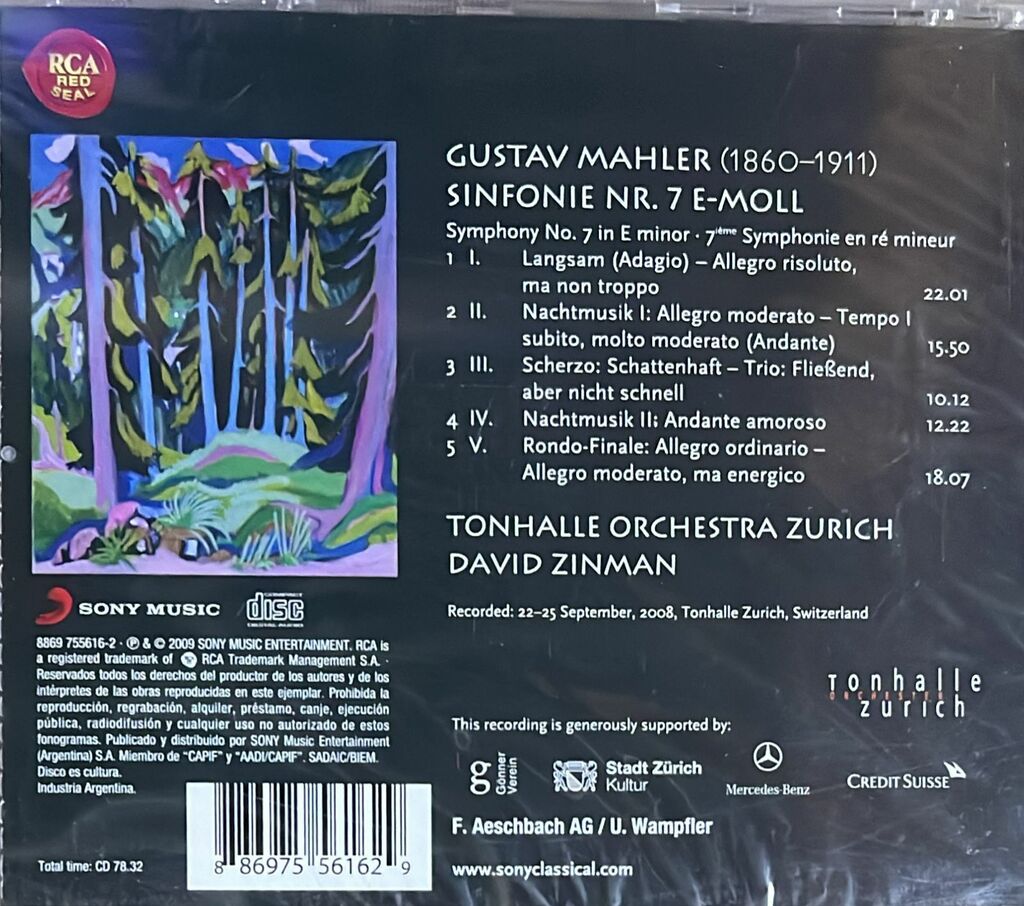 RCA
RED
SEAL
GUSTAV MAHLER (1860–1911)
SINFONIE NR. 7 E-MOLL
Symphony No. 7 in E minor · 7ième Symphonie en ré mineur
1 I. Langsam (Adagio) – Allegro risoluto,
ma non troppo 22.01
2 II. Nachtmusik I: Allegro moderato – Tempo I
subito, molto moderato (Andante) 15.50
3 III. Scherzo: Schattenhaft – Trio: Fließend,
aber nicht schnell 10.12
4 IV. Nachtmusik II: Andante amoroso 12.22
5 V. Rondo-Finale: Allegro ordinario –
Allegro moderato, ma energico 18.07
TONHALLE ORCHESTRA ZURICH
DAVID ZINMAN
Recorded: 22–25 September, 2008, Tonhalle Zurich, Switzerland
SONY MUSIC
COMPACT
disc
DIGITAL AUDIO
8869 755616-2 · ℗ & © 2009 SONY MUSIC ENTERTAINMENT. RCA is
a registered trademark of RCA Trademark Management S.A. ·
Reservados todos los derechos del productor de los autores y de los
intérpretes de las obras reproducidas en este ejemplar. Prohibida la
reproducción, regrabación, alquiler, préstamo, canje, ejecución
pública, radiodifusión y cualquier uso no autorizado de estos
fonogramas. Publicado y distribuido por SONY Music Entertainment
(Argentina) S.A. Miembro de "CAPIF" y "AADI/CAPIF". SADAIC/BIEM.
Disco es cultura.
Industria Argentina.
Total time: CD 78.32
8 86975 56162 9
tonhalle
ORCHESTER
zurich
This recording is generously supported by:
g Gönner
Verein
Stadt Zürich
Kultur
Mercedes-Benz
CREDIT SUISSE
F. Aeschbach AG / U. Wampfler
www.sonyclassical.com